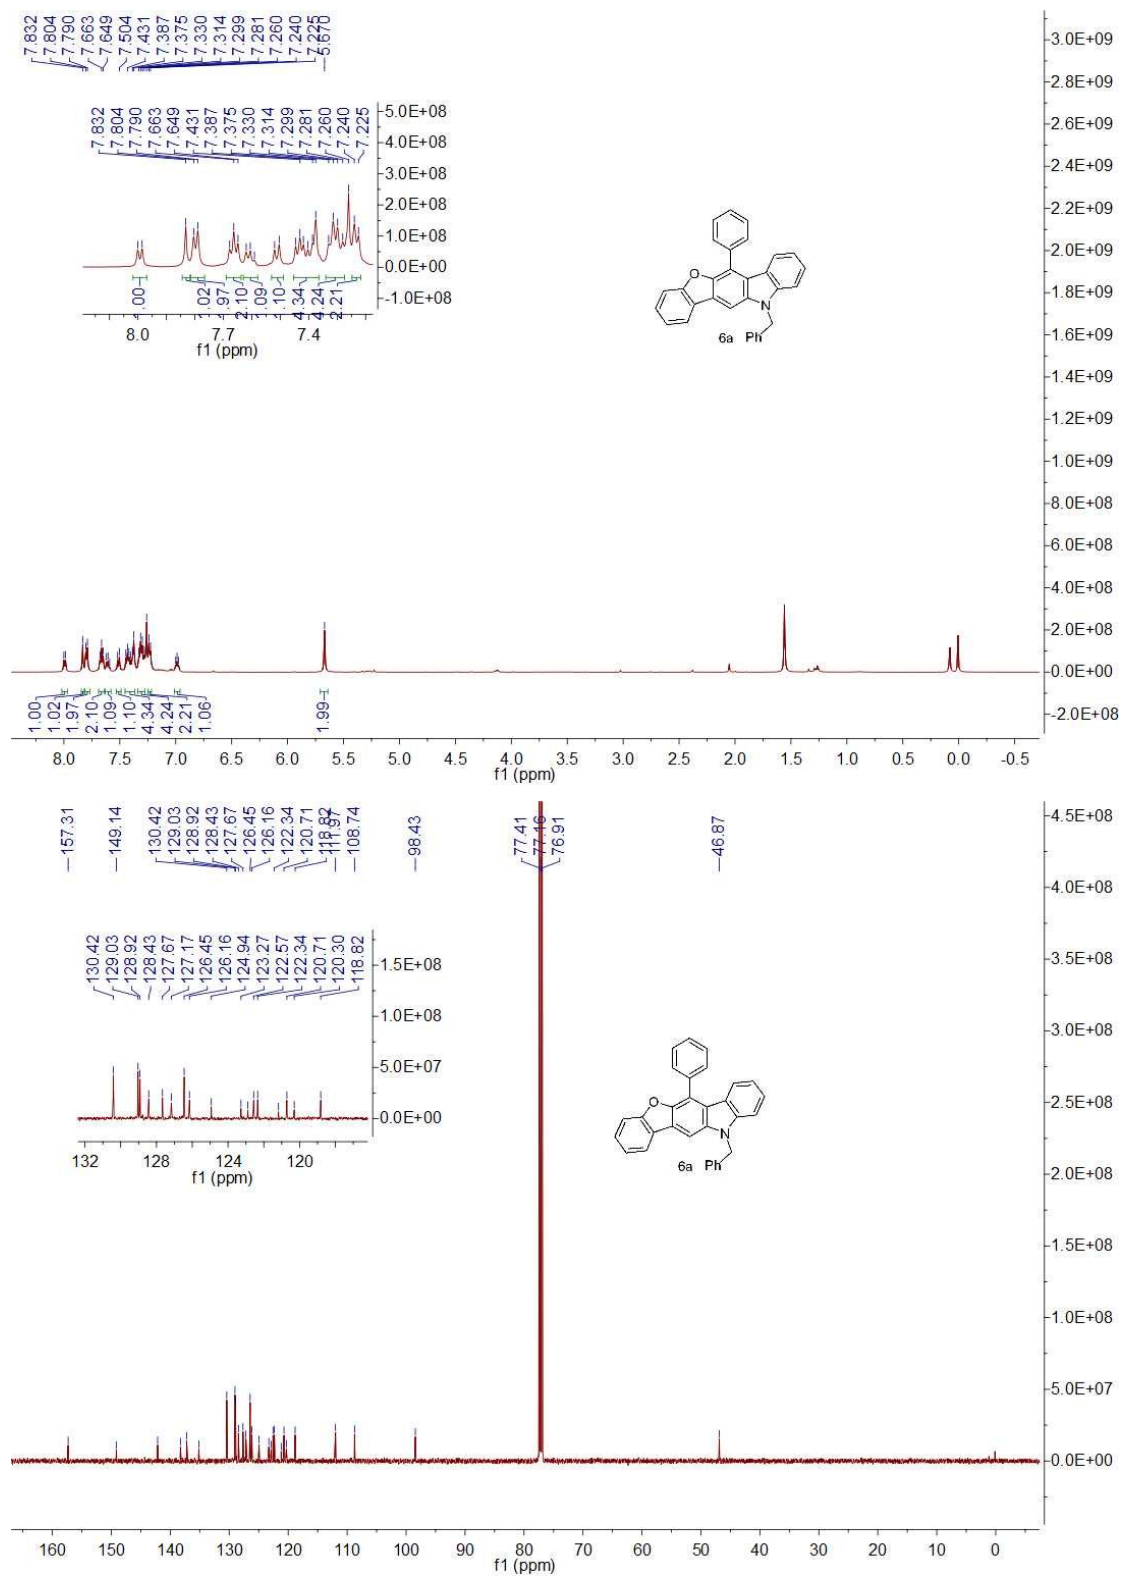 7.832
7.804
7.790
7.663
7.649
7.504
7.431
7.387
7.375
7.330
7.314
7.299
7.281
7.260
7.240
7.225
5.670
3.0E+09
2.8E+09
2.6E+09
2.4E+09
2.2E+09
2.0E+09
1.8E+09
1.6E+09
1.4E+09
1.2E+09
1.0E+09
8.0E+08
6.0E+08
4.0E+08
2.0E+08
0.0E+00
-2.0E+08
7.832
7.804
7.790
7.663
7.649
7.431
7.387
7.375
7.330
7.314
7.299
7.281
7.260
7.240
7.225
5.0E+08
4.0E+08
3.0E+08
2.0E+08
1.0E+08
0.0E+00
-1.0E+08
1.00
1.02
1.97
2.10
1.09
1.10
4.34
4.24
2.21
8.0 7.7 7.4
f1 (ppm)
O
N
6a Ph
1.00
1.02
1.97
2.10
1.09
1.10
4.34
4.24
2.21
1.06
1.99
8.0 7.5 7.0 6.5 6.0 5.5 5.0 4.5 4.0 3.5 3.0 2.5 2.0 1.5 1.0 0.5 0.0 -0.5
f1 (ppm)
157.31
149.14
130.42
129.03
128.92
128.43
127.67
126.45
126.16
122.34
120.71
118.82
111.97
108.74
98.43
77.41
77.16
76.91
46.87
4.5E+08
4.0E+08
3.5E+08
3.0E+08
2.5E+08
2.0E+08
1.5E+08
1.0E+08
5.0E+07
0.0E+00
130.42
129.03
128.92
128.43
127.67
127.17
126.45
126.16
124.94
123.27
122.57
122.34
120.71
120.30
118.82
1.5E+08
1.0E+08
5.0E+07
0.0E+00
132 128 124 120
f1 (ppm)
O
N
6a Ph
160 150 140 130 120 110 100 90 80 70 60 50 40 30 20 10 0
f1 (ppm)